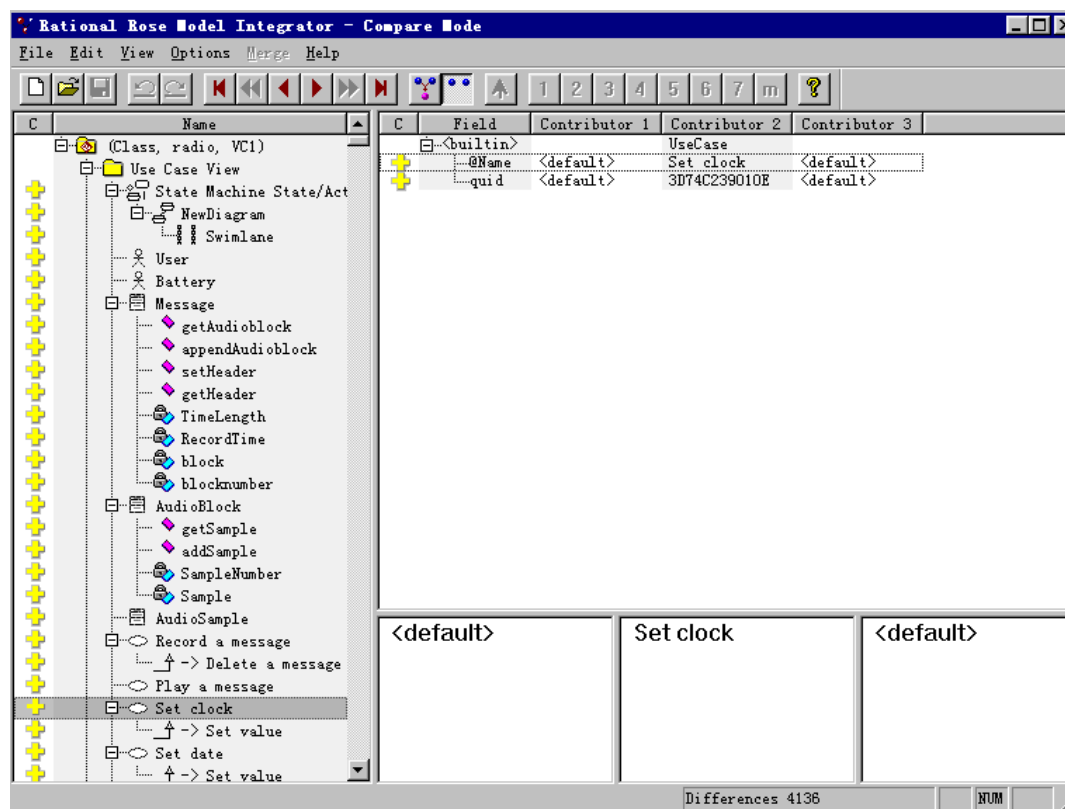 Rational Rose Model Integrator - Compare Mode
File Edit View Options Merge Help
1 2 3 4 5 6 7 m ?
C Name
(Class, radio, VC1)
Use Case View
State Machine State/Act
NewDiagram
Swimlane
User
Battery
Message
getAudioblock
appendAudioblock
setHeader
getHeader
TimeLength
RecordTime
block
blocknumber
AudioBlock
getSample
addSample
SampleNumber
Sample
AudioSample
Record a message
-> Delete a message
Play a message
Set clock
-> Set value
Set date
-> Set value
C Field Contributor 1 Contributor 2 Contributor 3
<builtin> UseCase
@Name <default> Set clock <default>
quid <default> 3D74C239010E <default>
<default> Set clock <default>
Differences 4136 NUM